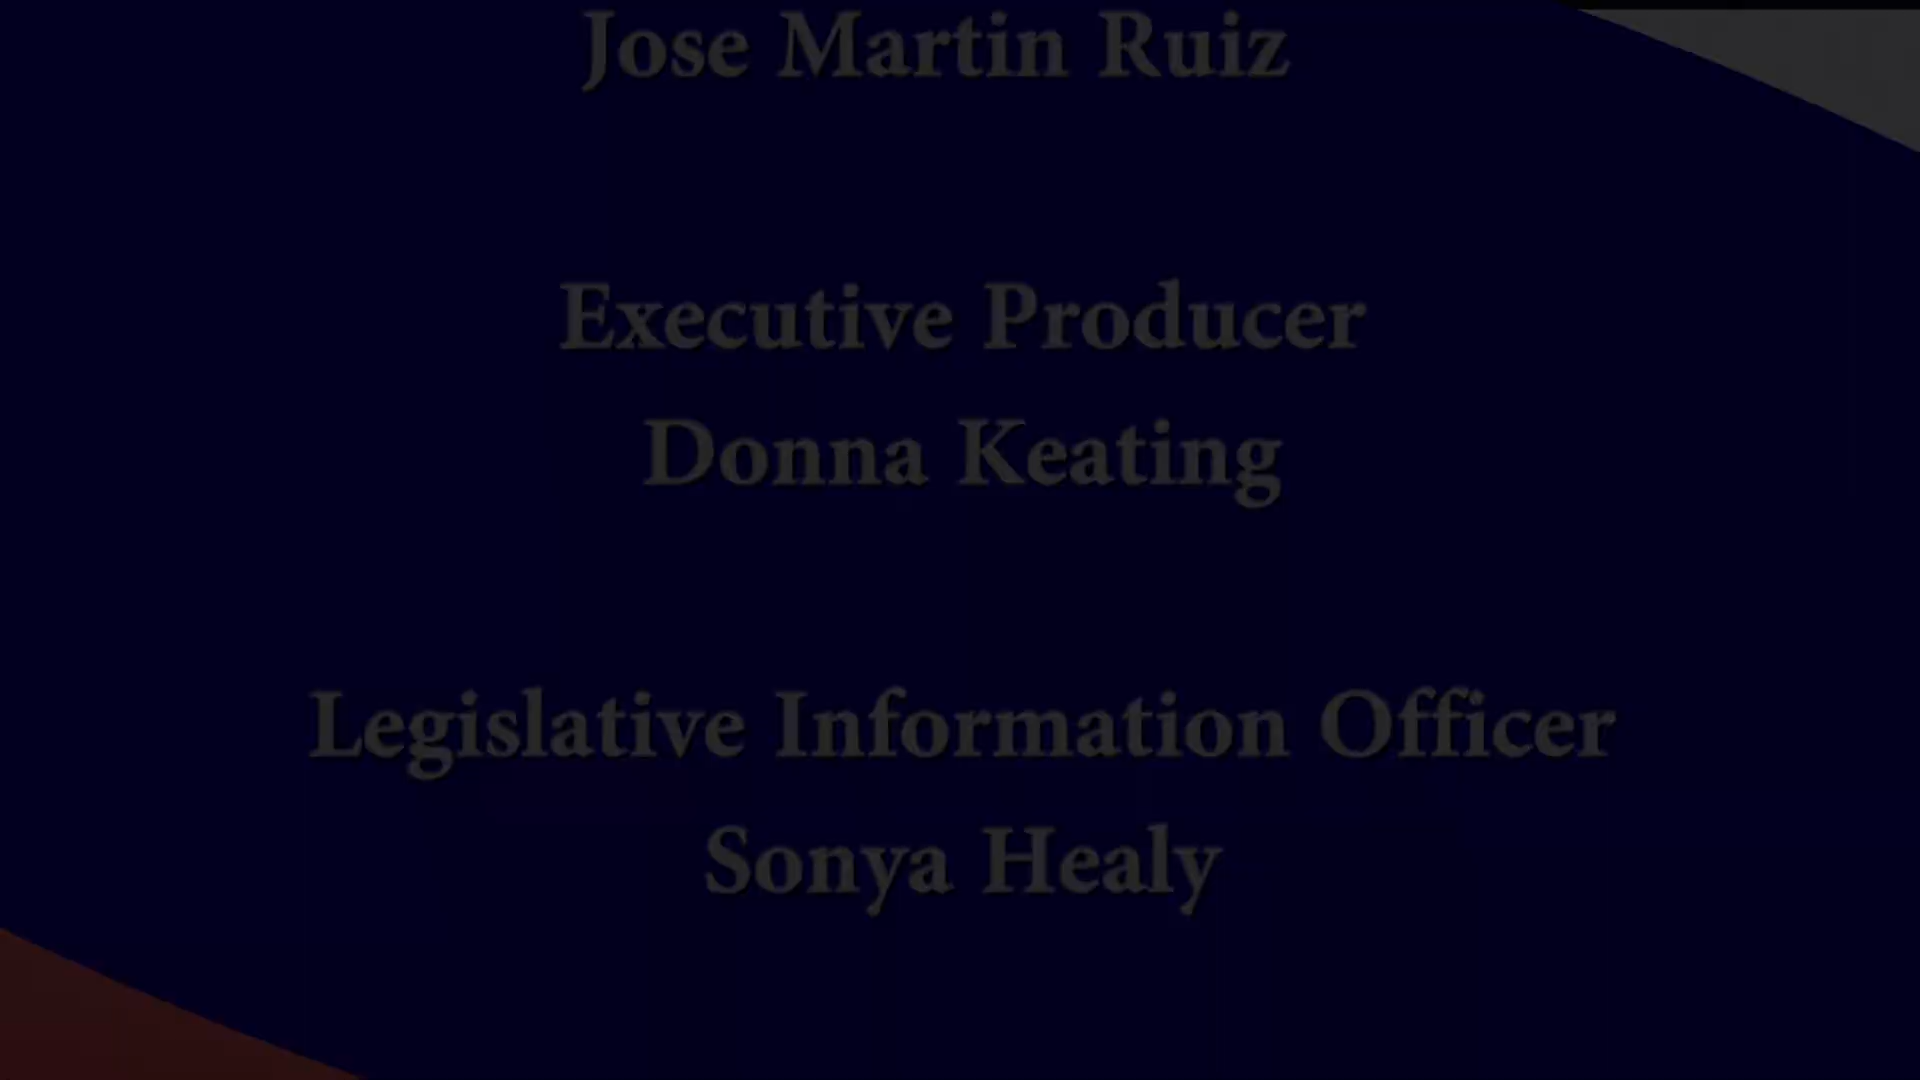 Jose Martin Ruiz
Executive Producer
Donna Keating
Legislative Information Officer
Sonya Healy